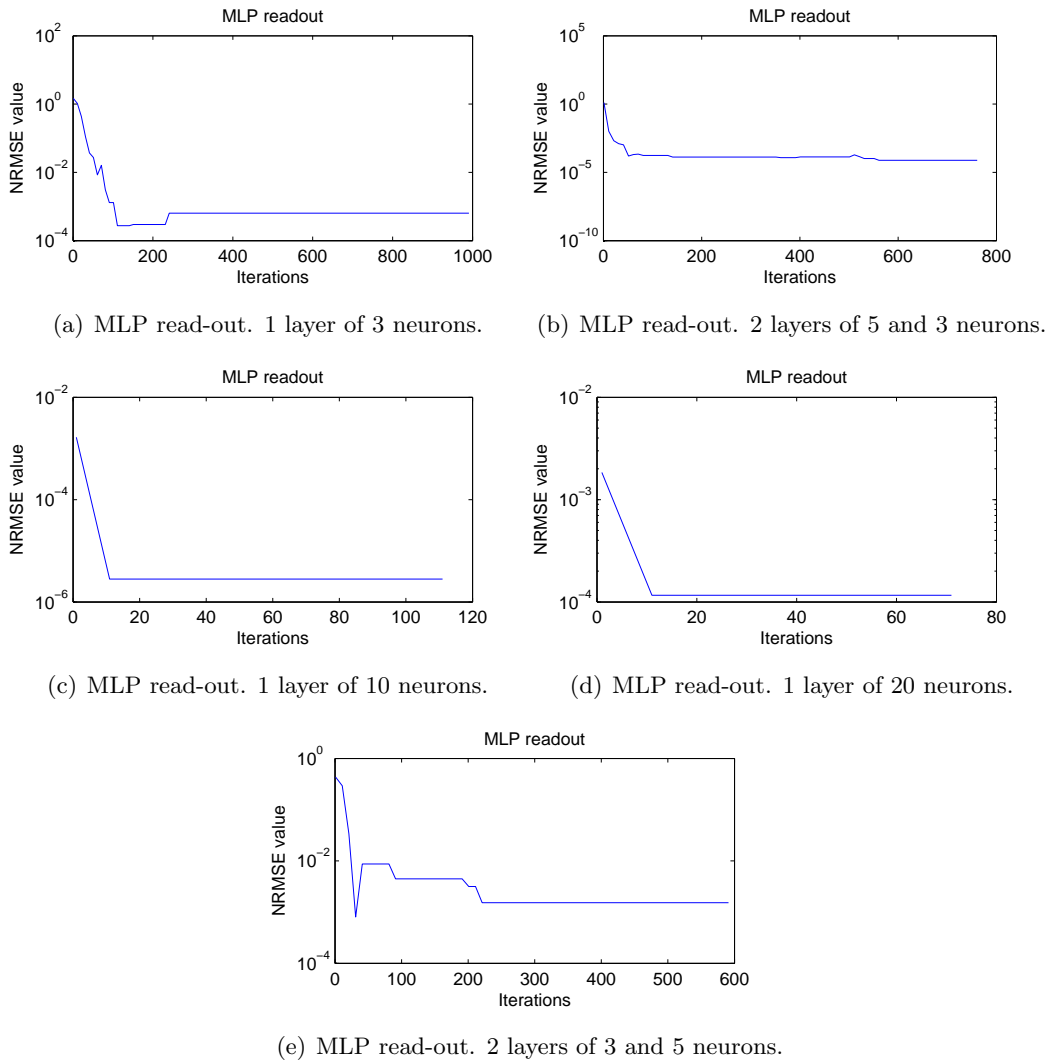 MLP readout
10^2
10^0
10^−2
10^−4
NRMSE value
0 200 400 600 800 1000
Iterations
(a) MLP read-out. 1 layer of 3 neurons.
MLP readout
10^5
10^0
10^−5
10^−10
NRMSE value
0 200 400 600 800
Iterations
(b) MLP read-out. 2 layers of 5 and 3 neurons.
MLP readout
10^−2
10^−4
10^−6
NRMSE value
0 20 40 60 80 100 120
Iterations
(c) MLP read-out. 1 layer of 10 neurons.
MLP readout
10^−2
10^−3
10^−4
NRMSE value
0 20 40 60 80
Iterations
(d) MLP read-out. 1 layer of 20 neurons.
MLP readout
10^0
10^−2
10^−4
NRMSE value
0 100 200 300 400 500 600
Iterations
(e) MLP read-out. 2 layers of 3 and 5 neurons.